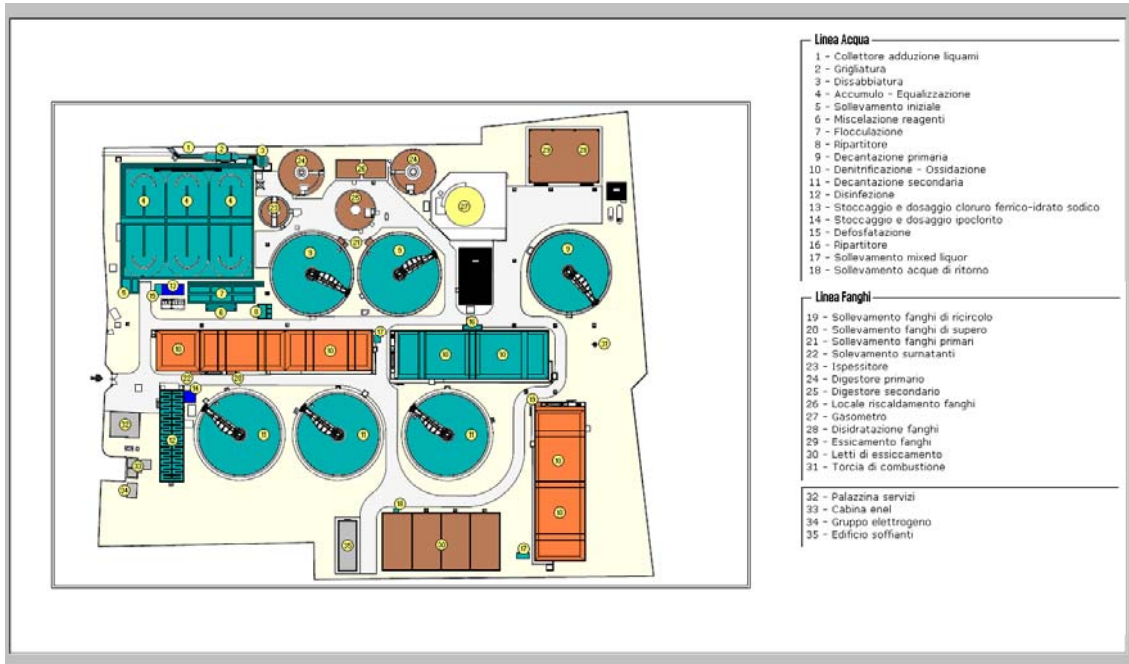 Linea Acqua
1 - Collettore adduzione liquami
2 - Grigliatura
3 - Dissabbiatura
4 - Accumulo - Equalizzazione
5 - Sollevamento iniziale
6 - Miscelazione reagenti
7 - Flocculazione
8 - Ripartitore
9 - Decantazione primaria
10 - Denitrificazione - Ossidazione
11 - Decantazione secondaria
12 - Disinfezione
13 - Stoccaggio e dosaggio cloruro ferrico-idrato sodico
14 - Stoccaggio e dosaggio ipoclorito
15 - Defosfatazione
16 - Ripartitore
17 - Sollevamento mixed liquor
18 - Sollevamento acque di ritorno
Linea Fanghi
19 - Sollevamento fanghi di ricircolo
20 - Sollevamento fanghi di supero
21 - Sollevamento fanghi primari
22 - Solevamento surnatanti
23 - Ispessitore
24 - Digestore primario
25 - Digestore secondario
26 - Locale riscaldamento fanghi
27 - Gasometro
28 - Disidratazione fanghi
29 - Essicamento fanghi
30 - Letti di essiccamento
31 - Torcia di combustione
32 - Palazzina servizi
33 - Cabina enel
34 - Gruppo elettrogeno
35 - Edificio soffianti